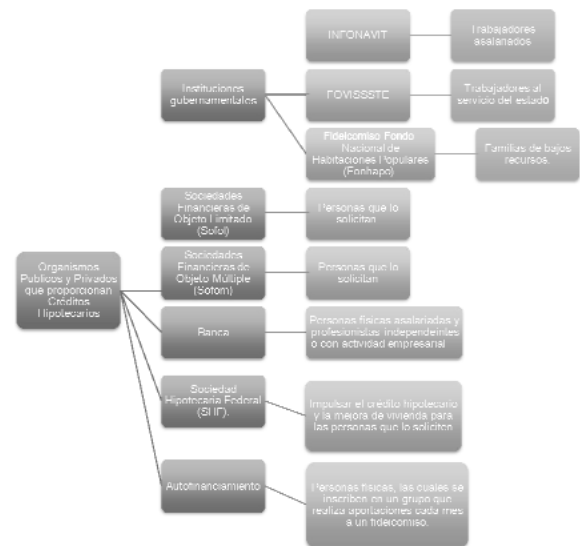 INFONAVIT
Trabajadores
asalariados
Instituciones
gubernamentales
FOVISSSTE
Trabajadores al
servicio del estado
Fideicomiso Fondo
Nacional de
Habitaciones Populares
(Fonhapo)
Familias de bajos
recursos.
Sociedades
Financieras de
Objeto Limitado
(Sofol)
Personas que lo
solicitan
Organismos
Publicos y Privados
que proporcionan
Créditos
Hipotecarios
Sociedades
Financieras de
Objeto Múltiple
(Sofom)
Personas que lo
solicitan
Banca
Personas físicas asalariadas y
profesionistas independeintes
o con actividad empresarial
Sociedad
Hipotecaria Federal
(SHF).
Impulsar el crédito hipotecario
y la mejora de vivienda para
las personas que lo soliciten
Autofinanciamiento
Personas físicas, las cuales se
inscriben en un grupo que
realiza aportaciones cada mes
a un fideicomiso.